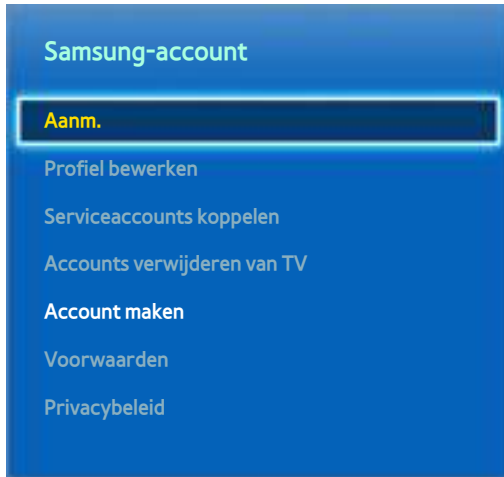 Samsung-account
Aanm.
Profiel bewerken
Serviceaccounts koppelen
Accounts verwijderen van TV
Account maken
Voorwaarden
Privacybeleid